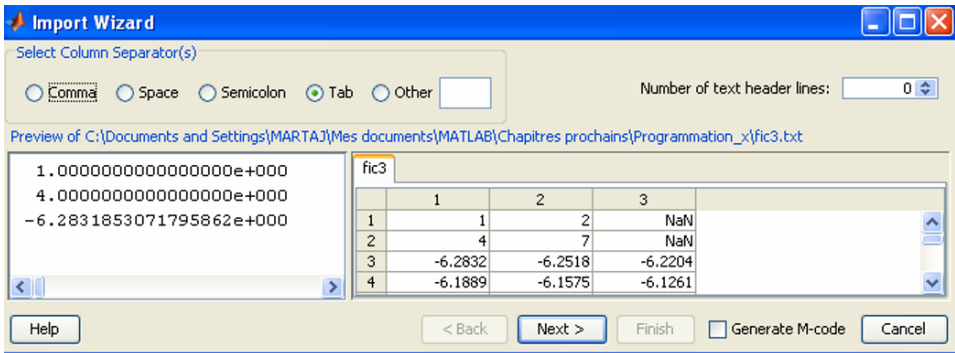 Import Wizard
Select Column Separator(s)
Comma Space Semicolon Tab Other Number of text header lines: 0
Preview of C:\Documents and Settings\MARTAJ\Mes documents\MATLAB\Chapitres prochains\Programmation_x\fic3.txt
1.0000000000000000e+000
4.0000000000000000e+000
-6.2831853071795862e+000
fic3
1 2 3
1 1 2 NaN
2 4 7 NaN
3 -6.2832 -6.2518 -6.2204
4 -6.1889 -6.1575 -6.1261
Help < Back Next > Finish Generate M-code Cancel